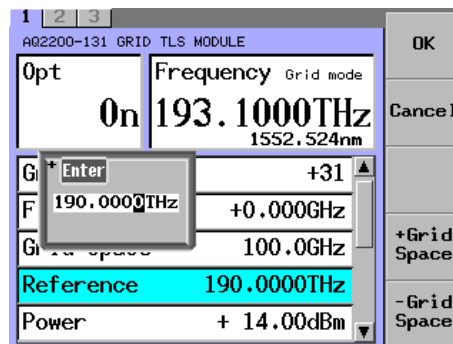 1 2 3
AQ2200-131 GRID TLS MODULE
Opt
On
Frequency Grid mode
193.1000THz
1552.524nm
+31
+ Enter
190.0000THz
+0.000GHz
100.0GHz
Reference 190.0000THz
Power + 14.00dBm
OK
Cancel
+Grid
Space
-Grid
Space